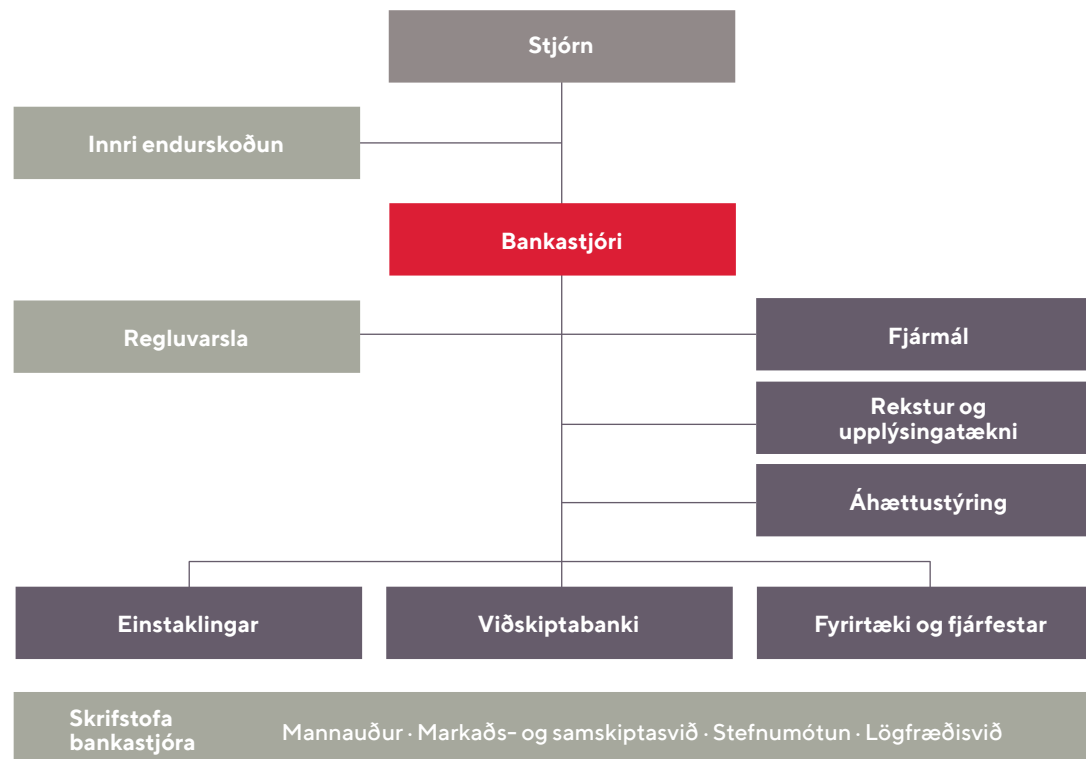 Stjórn
Innri endurskoðun
Bankastjóri
Regluvarsla
Fjármál
Rekstur og
upplýsingatækni
Áhættustýring
Einstaklingar
Viðskiptabanki
Fyrirtæki og fjárfestar
Skrifstofa
bankastjóra
Mannauður · Markaðs- og samskiptasvið · Stefnumótun · Lögfræðisvið